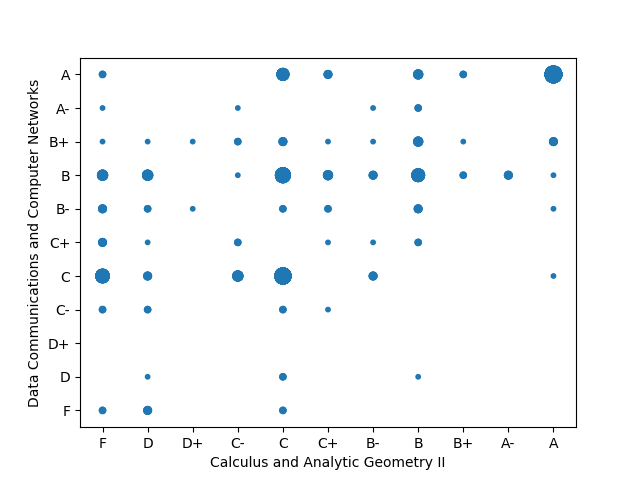 A
A-
B+
B
B-
C+
C
C-
D+
D
F
Data Communications and Computer Networks
F D D+ C- C C+ B- B B+ A- A
Calculus and Analytic Geometry II